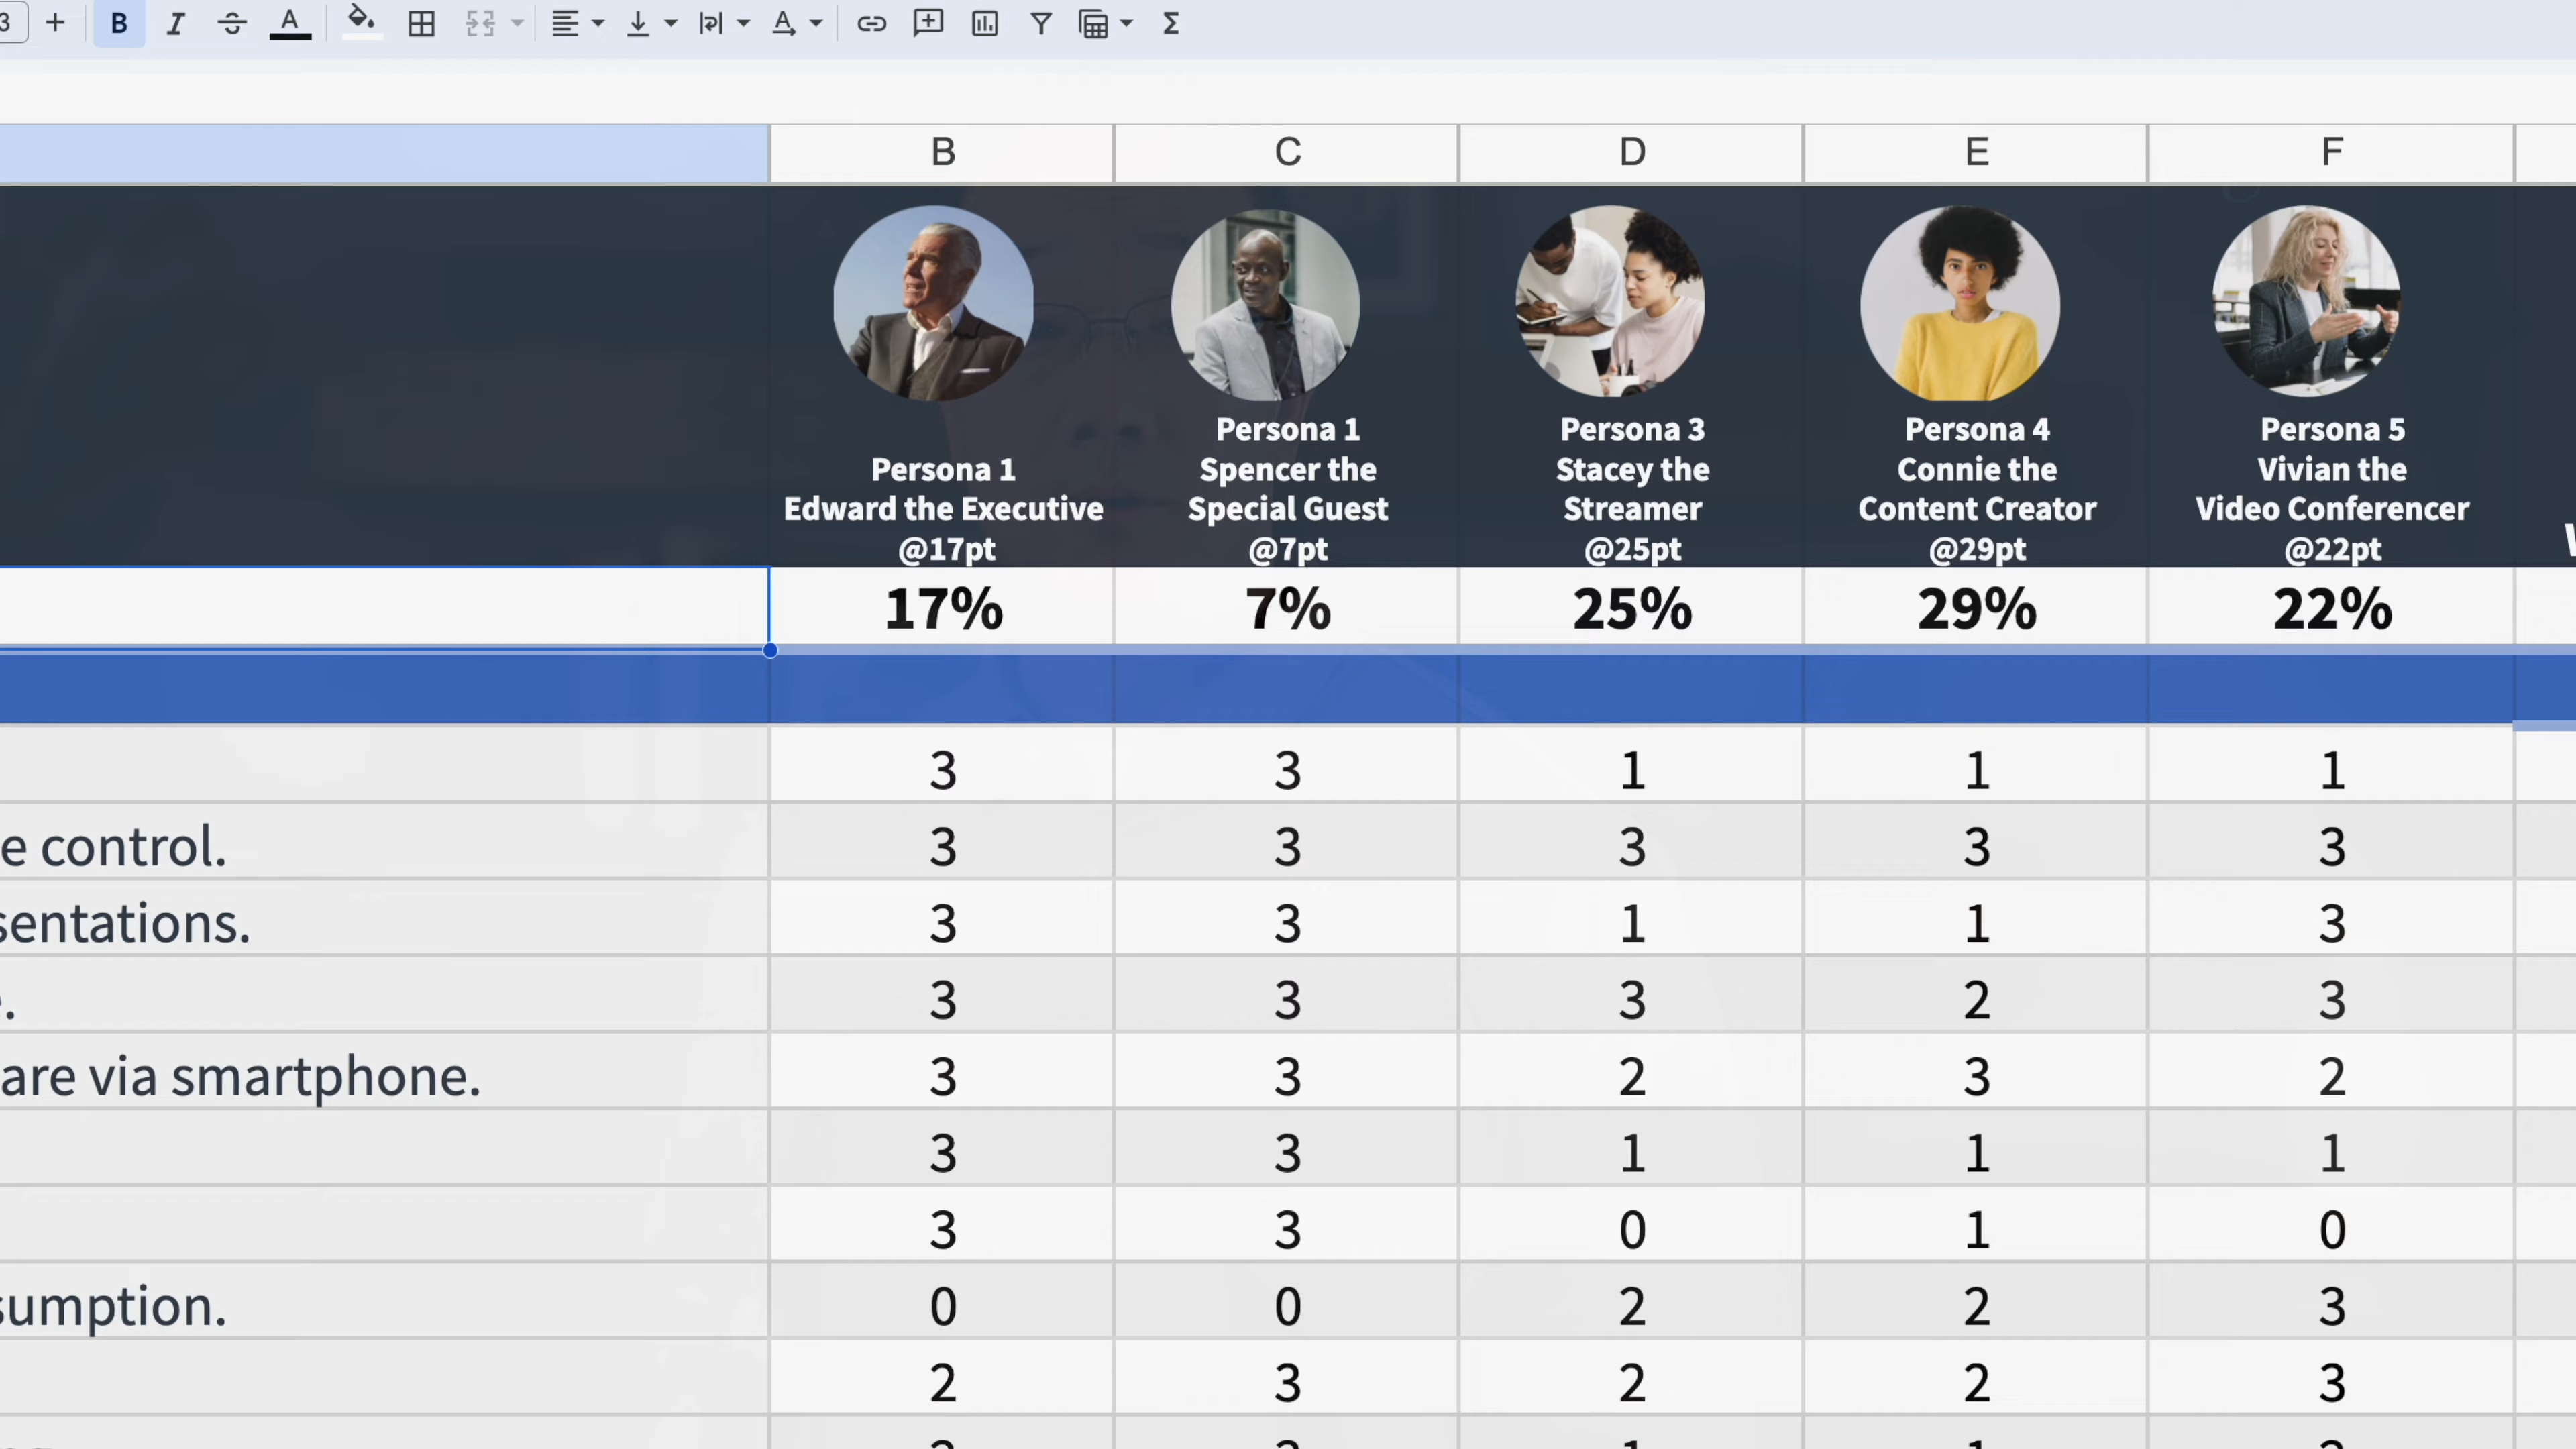 B
A
A
Σ
B C D E F
Persona 1
Edward the Executive
@17pt
Persona 1
Spencer the
Special Guest
@7pt
Persona 3
Stacey the
Streamer
@25pt
Persona 4
Connie the
Content Creator
@29pt
Persona 5
Vivian the
Video Conferencer
@22pt
17% 7% 25% 29% 22%
3 3 1 1 1
e control. 3 3 3 3 3
sentations. 3 3 1 1 3
e. 3 3 3 2 3
are via smartphone. 3 3 2 3 2
3 3 1 1 1
3 3 0 1 0
sumption. 0 0 2 2 3
2 3 2 2 3